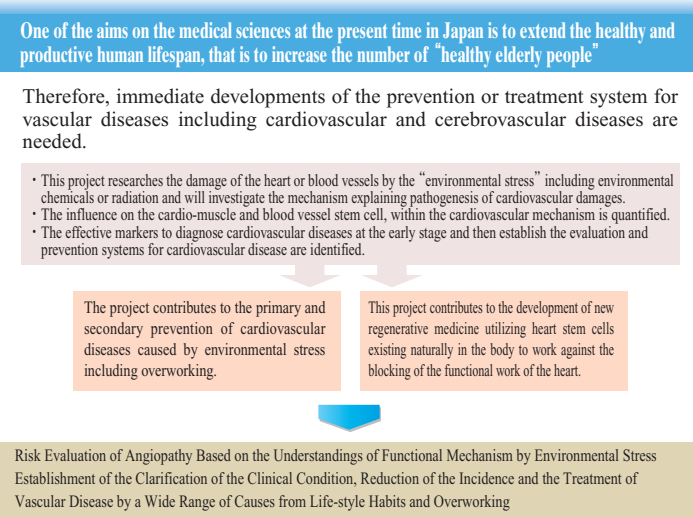 One of the aims on the medical sciences at the present time in Japan is to extend the healthy and
productive human lifespan, that is to increase the number of “healthy elderly people”
Therefore, immediate developments of the prevention or treatment system for
vascular diseases including cardiovascular and cerebrovascular diseases are
needed.
・This project researches the damage of the heart or blood vessels by the “environmental stress” including environmental
chemicals or radiation and will investigate the mechanism explaining pathogenesis of cardiovascular damages.
・The influence on the cardio-muscle and blood vessel stem cell, within the cardiovascular mechanism is quantified.
・The effective markers to diagnose cardiovascular diseases at the early stage and then establish the evaluation and
prevention systems for cardiovascular disease are identified.
The project contributes to the primary and
secondary prevention of cardiovascular
diseases caused by environmental stress
including overworking.
This project contributes to the development of new
regenerative medicine utilizing heart stem cells
existing naturally in the body to work against the
blocking of the functional work of the heart.
Risk Evaluation of Angiopathy Based on the Understandings of Functional Mechanism by Environmental Stress
Establishment of the Clarification of the Clinical Condition, Reduction of the Incidence and the Treatment of
Vascular Disease by a Wide Range of Causes from Life-style Habits and Overworking